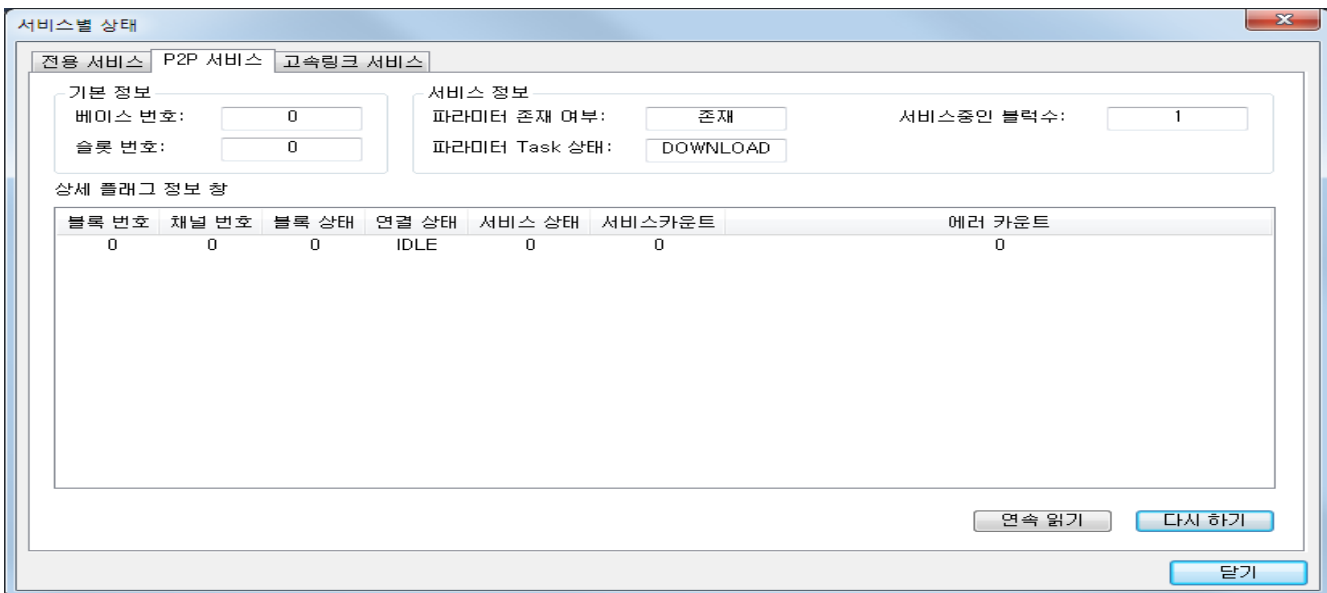 서비스별 상태
전용 서비스 P2P 서비스 고속링크 서비스
기본 정보 서비스 정보
베이스 번호: 0 파라미터 존재 여부: 존재 서비스중인 블럭수: 1
슬롯 번호: 0 파라미터 Task 상태: DOWNLOAD
상세 플래그 정보 창
블록 번호 채널 번호 블록 상태 연결 상태 서비스 상태 서비스카운트 에러 카운트
0 0 0 IDLE 0 0 0
연속 읽기 다시 하기
닫기